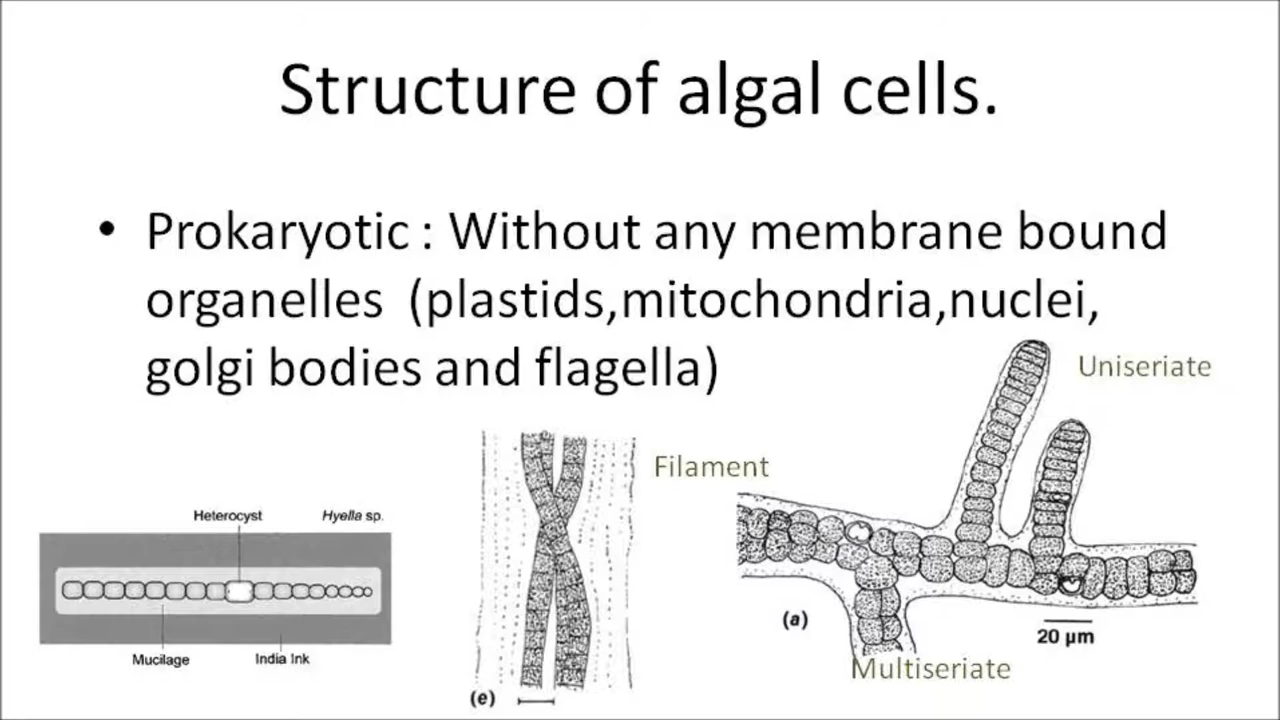 Structure of algal cells.
• Prokaryotic : Without any membrane bound
organelles (plastids,mitochondria,nuclei,
golgi bodies and flagella)
Uniseriate
Filament
Heterocyst Hyella sp.
Mucilage India Ink
(e)
(a)
20 µm
Multiseriate